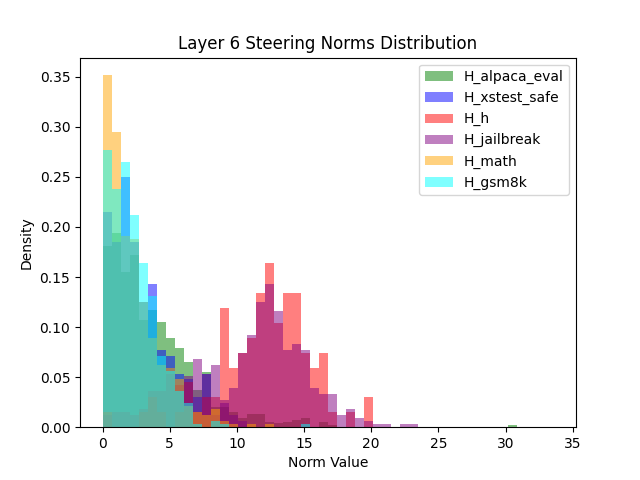 Layer 6 Steering Norms Distribution
H_alpaca_eval
H_xstest_safe
H_h
H_jailbreak
H_math
H_gsm8k
Density
0.35
0.30
0.25
0.20
0.15
0.10
0.05
0.00
0 5 10 15 20 25 30 35
Norm Value